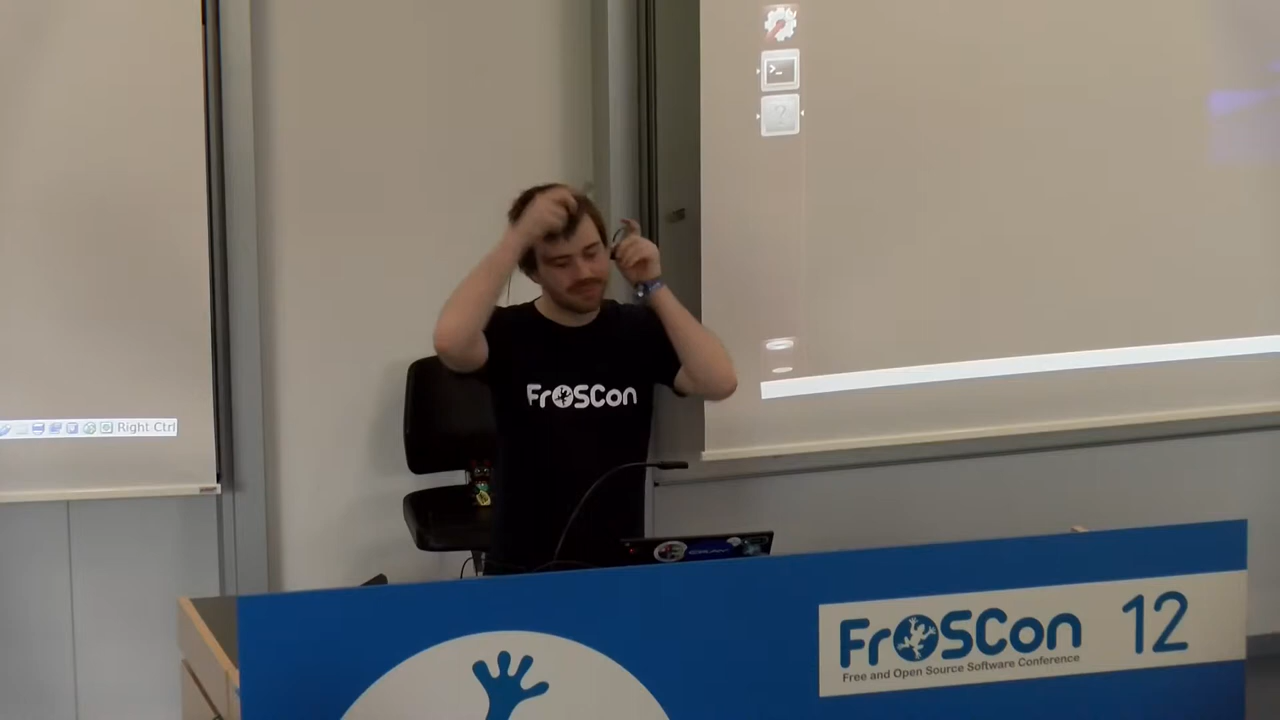 >_
?
FrOSCon
Right Ctrl
FrOSCon 12
Free and Open Source Software Conference